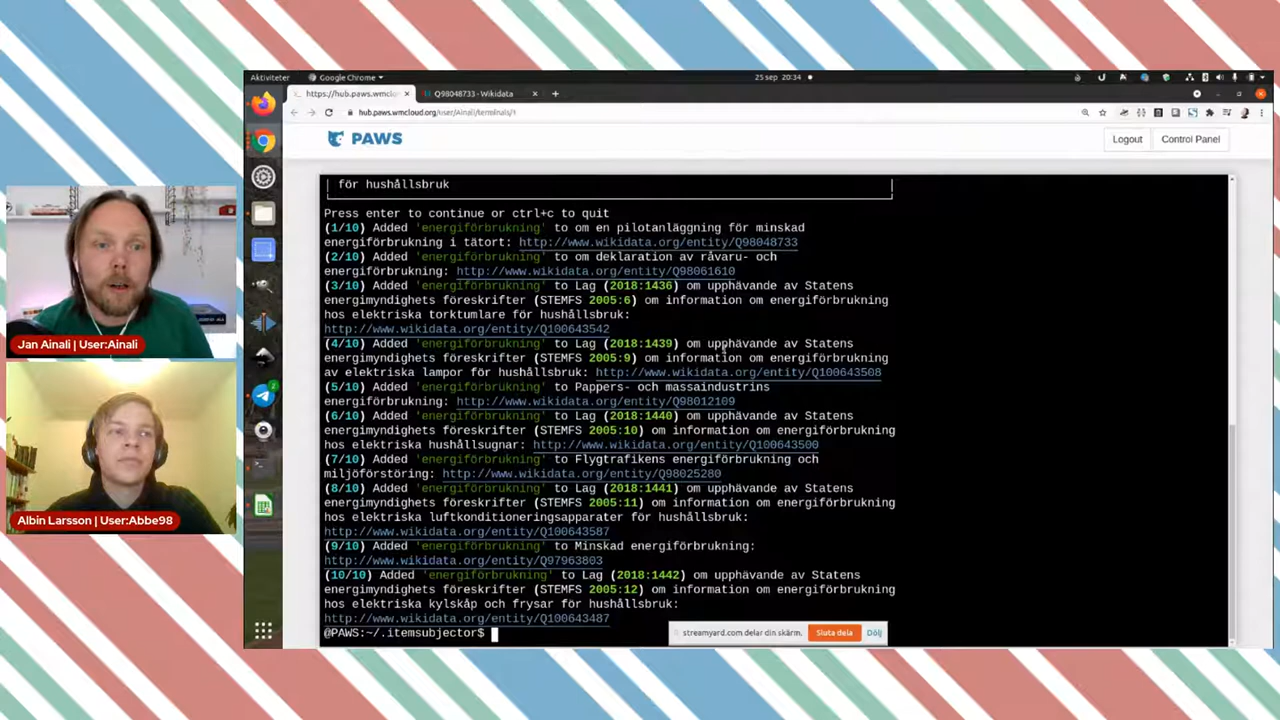 Aktiviteter
Google Chrome
25 sep 20:34
https://hub.paws.wmclo
Q98048733 - Wikidata
hub.paws.wmcloud.org/user/Ainali/terminals/1
PAWS
Logout
Control Panel
för hushållsbruk
Press enter to continue or ctrl+c to quit
(1/10) Added 'energiförbrukning' to om en pilotanläggning för minskad
energiförbrukning i tätort: http://www.wikidata.org/entity/Q98048733
(2/10) Added 'energiförbrukning' to om deklaration av råvaru- och
energiförbrukning: http://www.wikidata.org/entity/Q98061610
(3/10) Added 'energiförbrukning' to Lag (2018:1436) om upphävande av Statens
energimyndighets föreskrifter (STEMFS 2005:6) om information om energiförbrukning
hos elektriska torktumlare för hushållsbruk:
http://www.wikidata.org/entity/Q100643542
(4/10) Added 'energiförbrukning' to Lag (2018:1439) om upphävande av Statens
energimyndighets föreskrifter (STEMFS 2005:9) om information om energiförbrukning
av elektriska lampor för hushållsbruk: http://www.wikidata.org/entity/Q100643508
(5/10) Added 'energiförbrukning' to Pappers- och massaindustrins
energiförbrukning: http://www.wikidata.org/entity/Q98012109
(6/10) Added 'energiförbrukning' to Lag (2018:1440) om upphävande av Statens
energimyndighets föreskrifter (STEMFS 2005:10) om information om energiförbrukning
hos elektriska hushållsugnar: http://www.wikidata.org/entity/Q100643500
(7/10) Added 'energiförbrukning' to Flygtrafikens energiförbrukning och
miljöförstöring: http://www.wikidata.org/entity/Q98025280
(8/10) Added 'energiförbrukning' to Lag (2018:1441) om upphävande av Statens
energimyndighets föreskrifter (STEMFS 2005:11) om information om energiförbrukning
hos elektriska luftkonditioneringsapparater för hushållsbruk:
http://www.wikidata.org/entity/Q100643587
(9/10) Added 'energiförbrukning' to Minskad energiförbrukning:
http://www.wikidata.org/entity/Q97963803
(10/10) Added 'energiförbrukning' to Lag (2018:1442) om upphävande av Statens
energimyndighets föreskrifter (STEMFS 2005:12) om information om energiförbrukning
hos elektriska kylskåp och frysar för hushållsbruk:
http://www.wikidata.org/entity/Q100643487
@PAWS:~/.itemsubjector$
streamyard.com delar din skärm.
Sluta dela
Dölj
Jan Ainali | User:Ainali
Albin Larsson | User:Abbe98